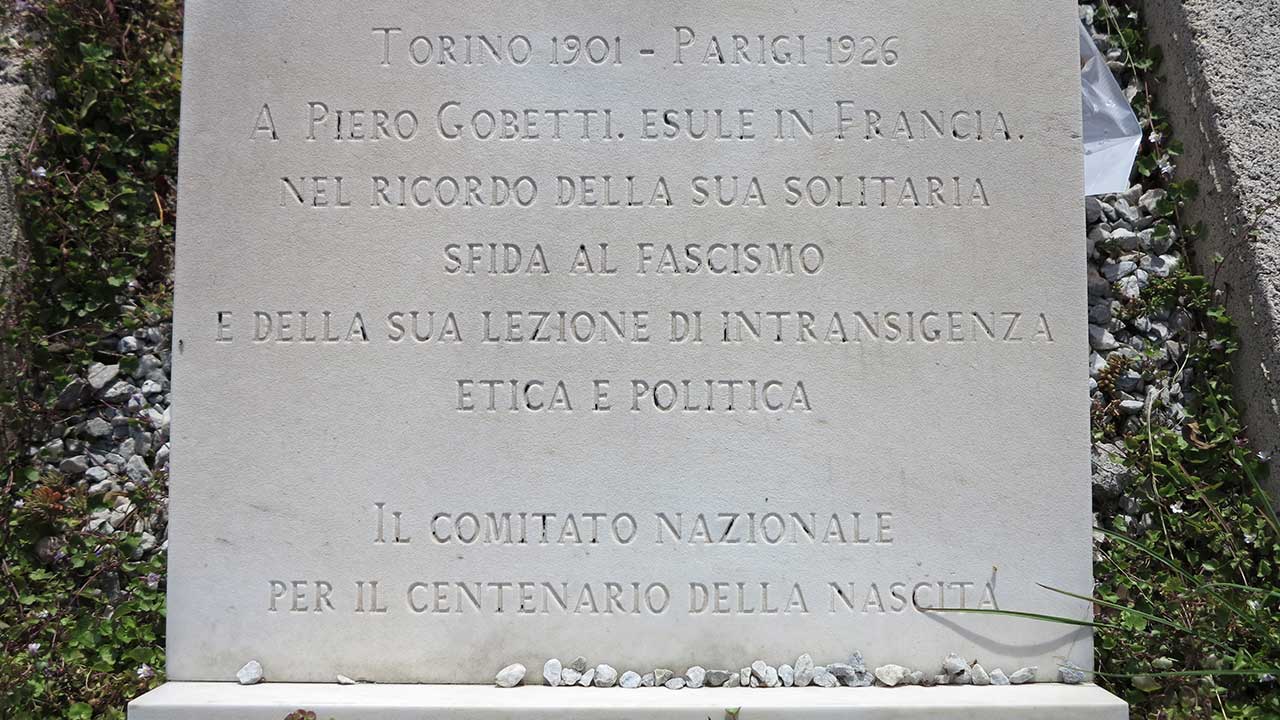 Torino 1901 - Parigi 1926
A Piero Gobetti. esule in Francia.
nel ricordo della sua solitaria
sfida al fascismo
e della sua lezione di intransigenza
etica e politica
Il comitato nazionale
per il centenario della nascita